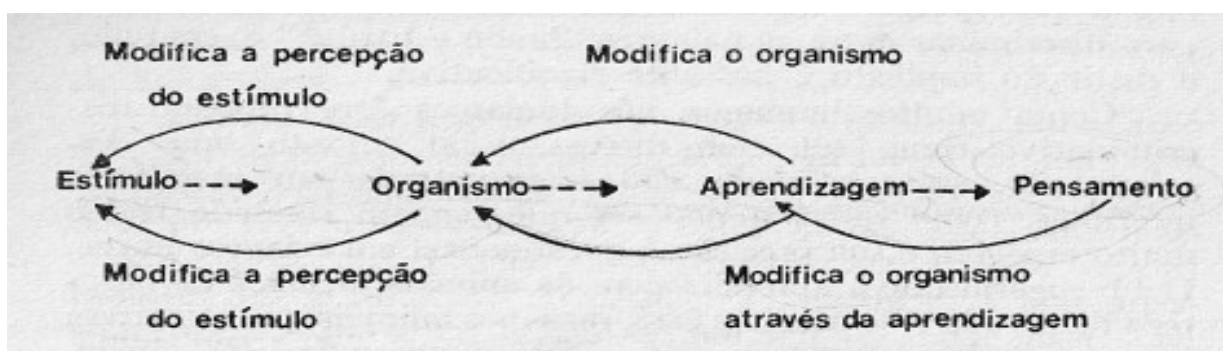 Modifica a percepção
do estímulo
Modifica o organismo
Estímulo
Organismo
Aprendizagem
Pensamento
Modifica a percepção
do estímulo
Modifica o organismo
através da aprendizagem